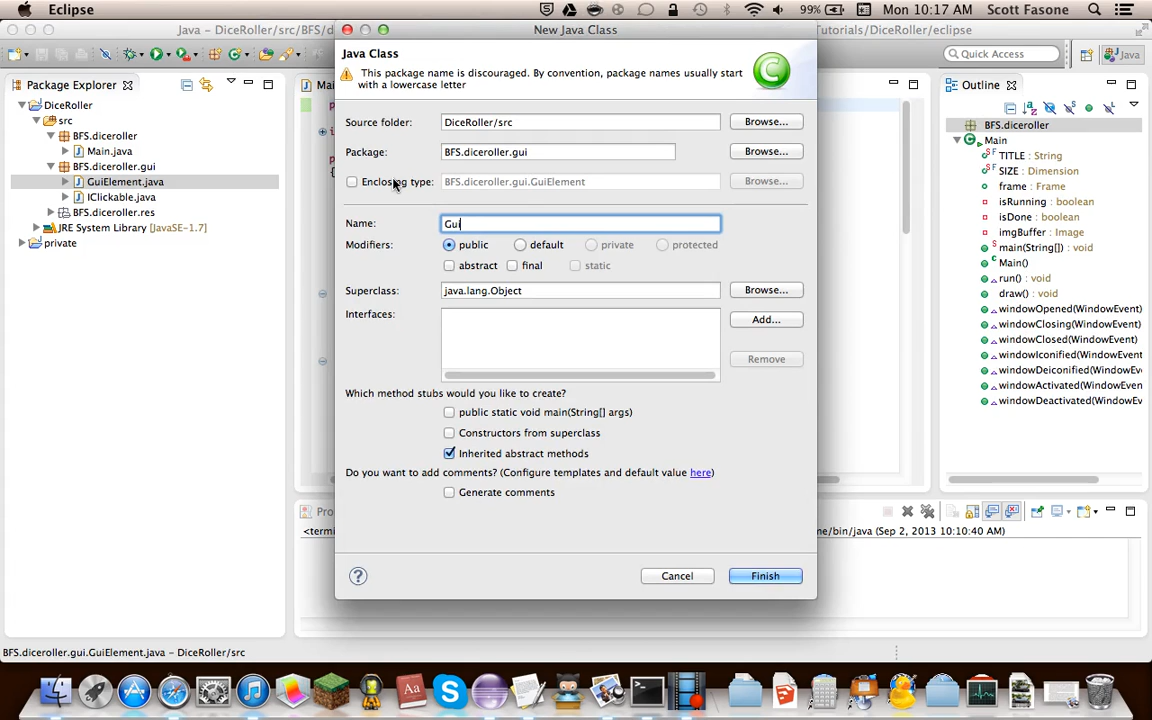 Eclipse
99%
Mon 10:17 AM Scott Fasone
Java – DiceRoller/src/BFS/d
New Java Class
Tutorials/DiceRoller/eclipse
Quick Access
Java
Package Explorer
DiceRoller
src
BFS.diceroller
Main.java
BFS.diceroller.gui
GuiElement.java
IClickable.java
BFS.diceroller.res
JRE System Library [JavaSE-1.7]
private
Mai
Java Class
This package name is discouraged. By convention, package names usually start
with a lowercase letter
Source folder: DiceRoller/src Browse...
Package: BFS.diceroller.gui Browse...
Enclosing type: BFS.diceroller.gui.GuiElement Browse...
Name: Gui
Modifiers: public default private protected
abstract final static
Superclass: java.lang.Object Browse...
Interfaces: Add...
Remove
Which method stubs would you like to create?
public static void main(String[] args)
Constructors from superclass
Inherited abstract methods
Do you want to add comments? (Configure templates and default value here)
Generate comments
? Cancel Finish
Outline
BFS.diceroller
Main
TITLE : String
SIZE : Dimension
frame : Frame
isRunning : boolean
isDone : boolean
imgBuffer : Image
main(String[]) : void
Main()
run() : void
draw() : void
windowOpened(WindowEvent)
windowClosing(WindowEvent)
windowClosed(WindowEvent)
windowIconified(WindowEvent)
windowDeiconified(WindowEvent)
windowActivated(WindowEvent)
windowDeactivated(WindowEv
Pro
<termi
me/bin/java (Sep 2, 2013 10:10:40 AM)
BFS.diceroller.gui.GuiElement.java – DiceRoller/src